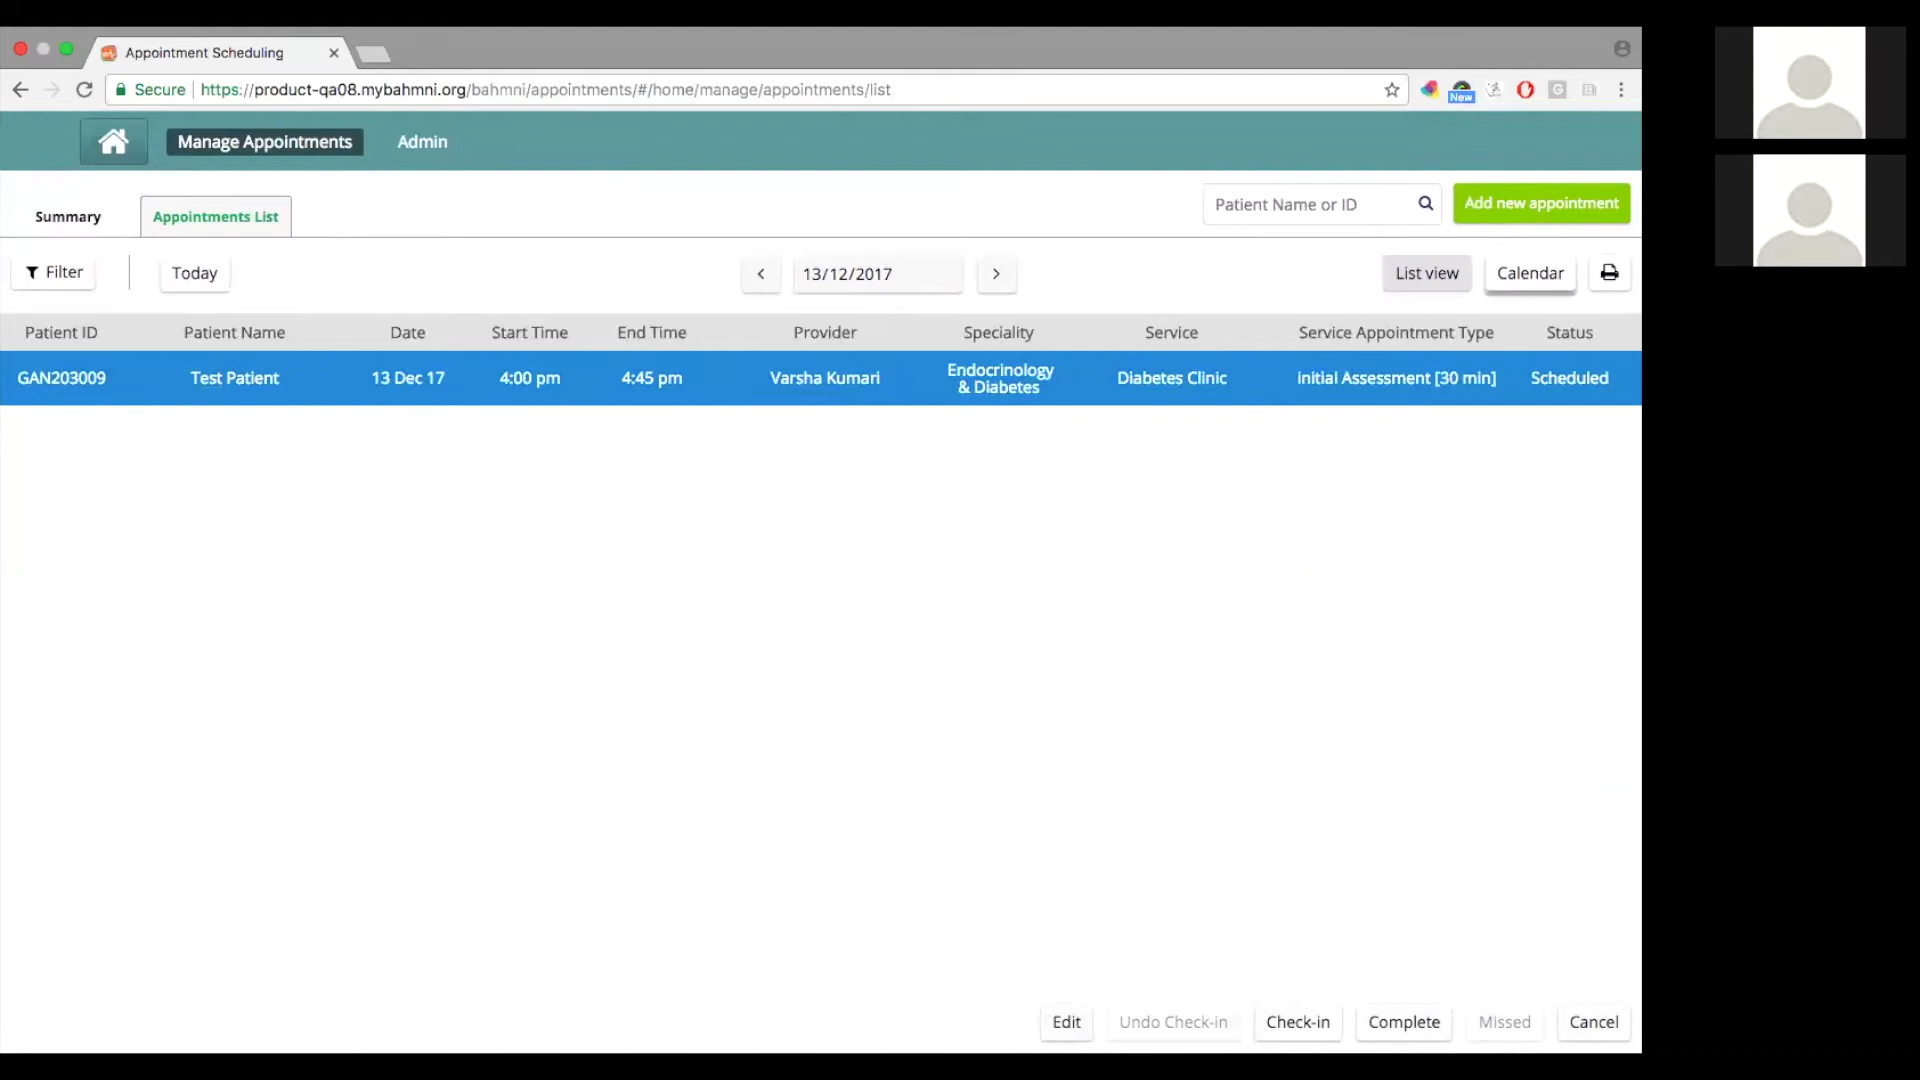 Appointment Scheduling
Secure https://product-qa08.mybahmni.org/bahmni/appointments/#/home/manage/appointments/list
New
Manage Appointments Admin
Summary Appointments List Patient Name or ID Add new appointment
Filter Today 13/12/2017 List view Calendar
Patient ID Patient Name Date Start Time End Time Provider Speciality Service Service Appointment Type Status
GAN203009 Test Patient 13 Dec 17 4:00 pm 4:45 pm Varsha Kumari Endocrinology & Diabetes Diabetes Clinic initial Assessment [30 min] Scheduled
Edit Undo Check-in Check-in Complete Missed Cancel